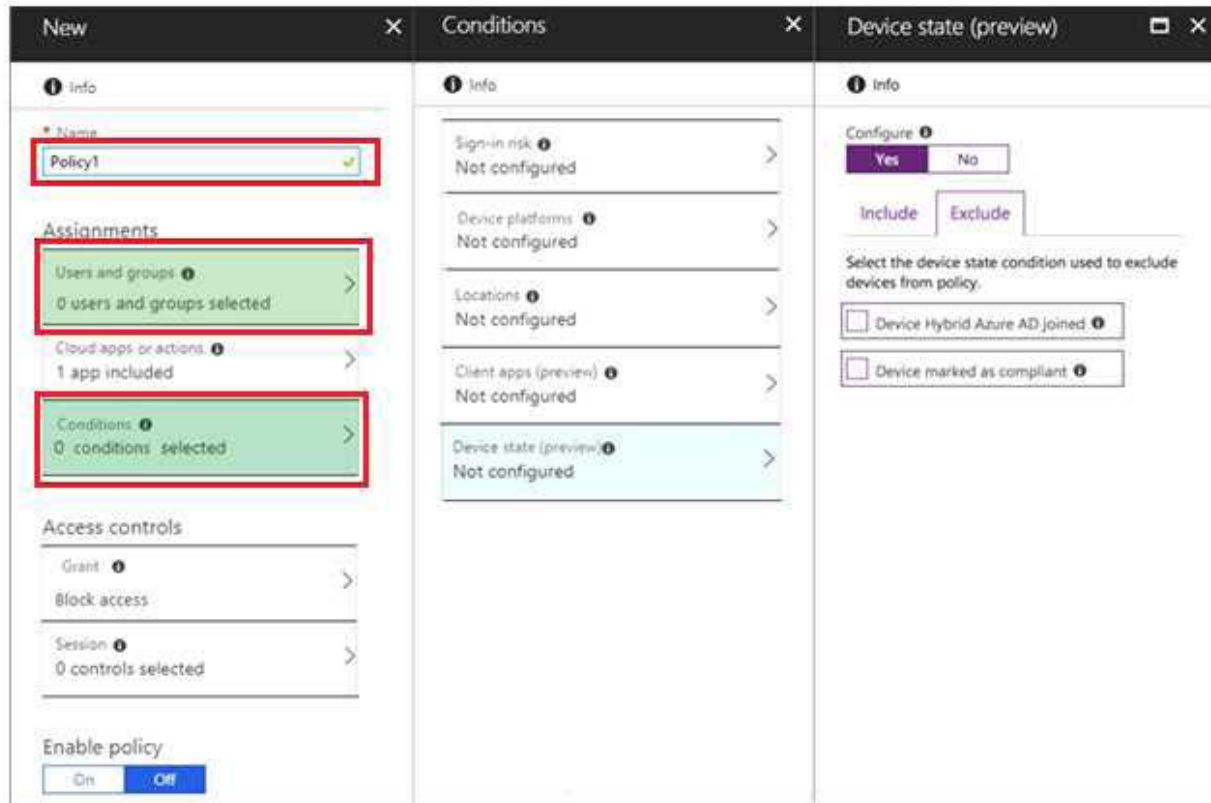 New
Info
* Name
Policy1
Assignments
Users and groups
0 users and groups selected
Cloud apps or actions
1 app included
Conditions
0 conditions selected
Access controls
Grant
Block access
Session
0 controls selected
Enable policy
On Off
Conditions
Info
Sign-in risk
Not configured
Device platforms
Not configured
Locations
Not configured
Client apps (preview)
Not configured
Device state (preview)
Not configured
Device state (preview)
Info
Configure
Yes No
Include Exclude
Select the device state condition used to exclude
devices from policy.
Device Hybrid Azure AD joined
Device marked as compliant